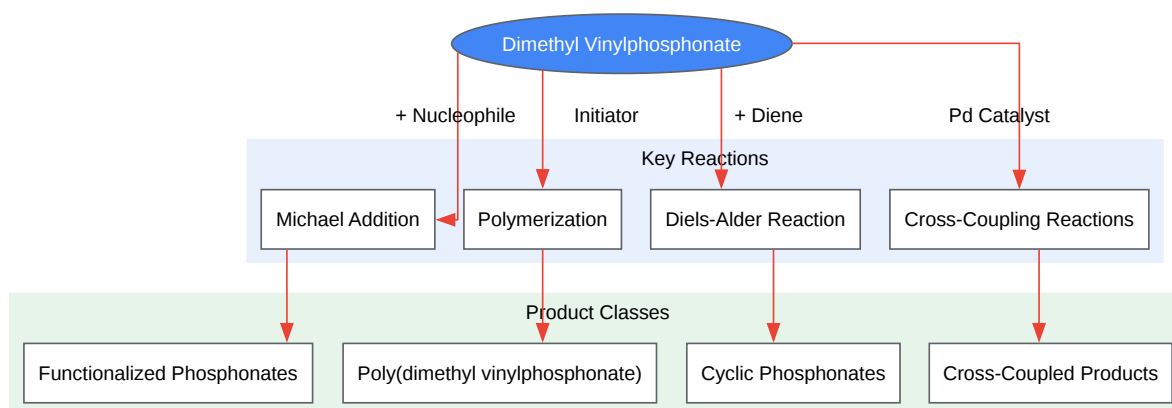 Dimethyl Vinylphosphonate
+ Nucleophile
Initiator
+ Diene
Pd Catalyst
Key Reactions
Michael Addition
Polymerization
Diels-Alder Reaction
Cross-Coupling Reactions
Product Classes
Functionalized Phosphonates
Poly(dimethyl vinylphosphonate)
Cyclic Phosphonates
Cross-Coupled Products